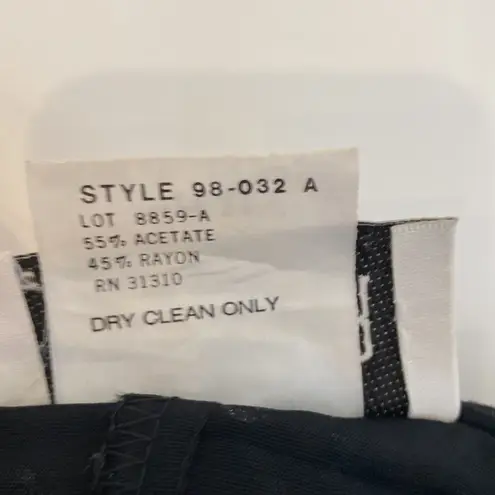 STYLE 98-032 A
LOT 8859-A
55% ACETATE
45% RAYON
RN 31310
DRY CLEAN ONLY